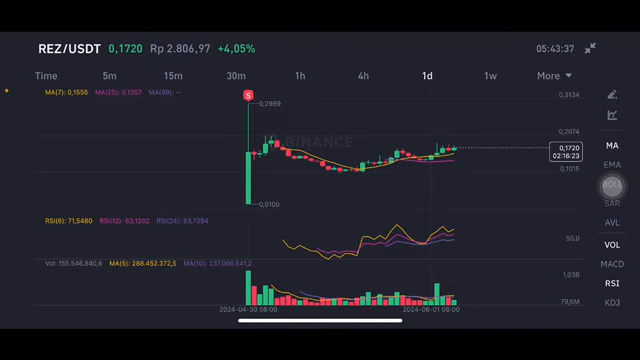 REZ/USDT 0,1720 Rp 2.806,97 +4,05% 05:43:37
Time 5m 15m 30m 1h 4h 1d 1w More
MA(7): 0,1556 MA(25): 0,1357 MA(99): --
S
0,2989
0,3134
0,2074
BINANCE
0,1720
02:16:23
0,1015
0,0100
RSI(6): 71,5480 RSI(12): 63,1202 RSI(24): 53,7394
50,0
Vol: 155.546.840,6 MA(5): 288.452.372,5 MA(10): 237.006.541,2
1,03B
79,6M
2024-04-30 08:00 2024-06-01 08:00
MA
EMA
BOLL
SAR
AVL
VOL
MACD
RSI
KDJ